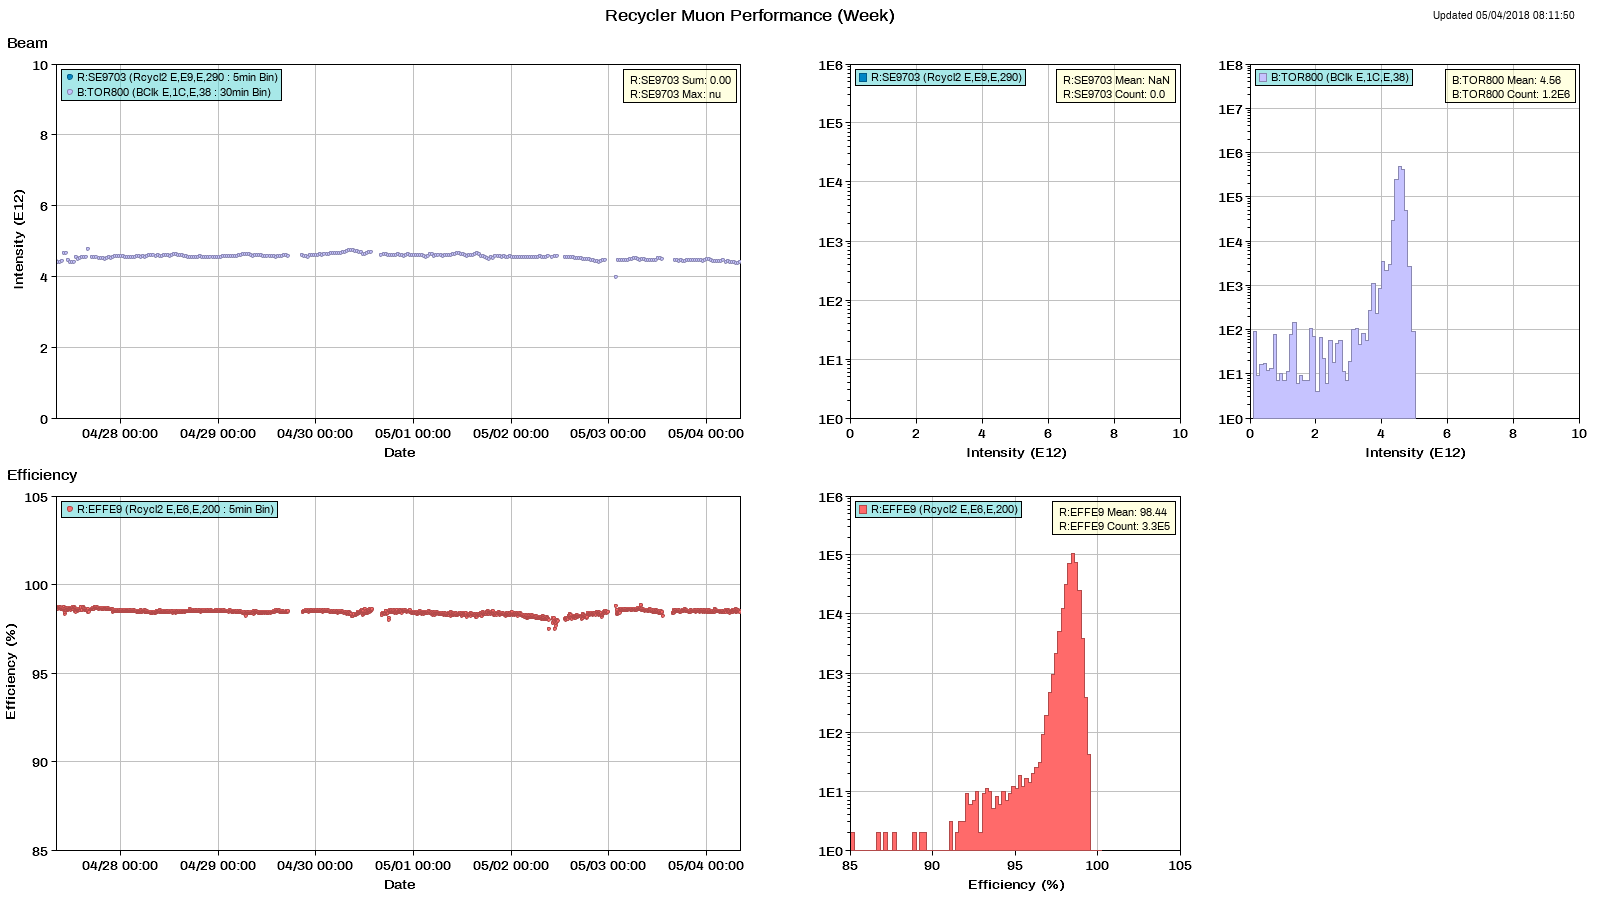 Recycler Muon Performance (Week)
Updated 05/04/2018 08:11:50
Beam
R:SE9703 (Rcycl2 E,E9,E,290 : 5min Bin)
B:TOR800 (BClk E,1C,E,38 : 30min Bin)
R:SE9703 Sum: 0.00
R:SE9703 Max: nu
10
8
6
4
2
0
Intensity (E12)
04/28 00:00 04/29 00:00 04/30 00:00 05/01 00:00 05/02 00:00 05/03 00:00 05/04 00:00
Date
R:SE9703 (Rcycl2 E,E9,E,290)
R:SE9703 Mean: NaN
R:SE9703 Count: 0.0
1E6
1E5
1E4
1E3
1E2
1E1
1E0
0 2 4 6 8 10
Intensity (E12)
B:TOR800 (BClk E,1C,E,38)
B:TOR800 Mean: 4.56
B:TOR800 Count: 1.2E6
1E8
1E7
1E6
1E5
1E4
1E3
1E2
1E1
1E0
0 2 4 6 8 10
Intensity (E12)
Efficiency
R:EFFE9 (Rcycl2 E,E6,E,200 : 5min Bin)
105
100
95
90
85
Efficiency (%)
04/28 00:00 04/29 00:00 04/30 00:00 05/01 00:00 05/02 00:00 05/03 00:00 05/04 00:00
Date
R:EFFE9 (Rcycl2 E,E6,E,200)
R:EFFE9 Mean: 98.44
R:EFFE9 Count: 3.3E5
1E6
1E5
1E4
1E3
1E2
1E1
1E0
85 90 95 100 105
Efficiency (%)